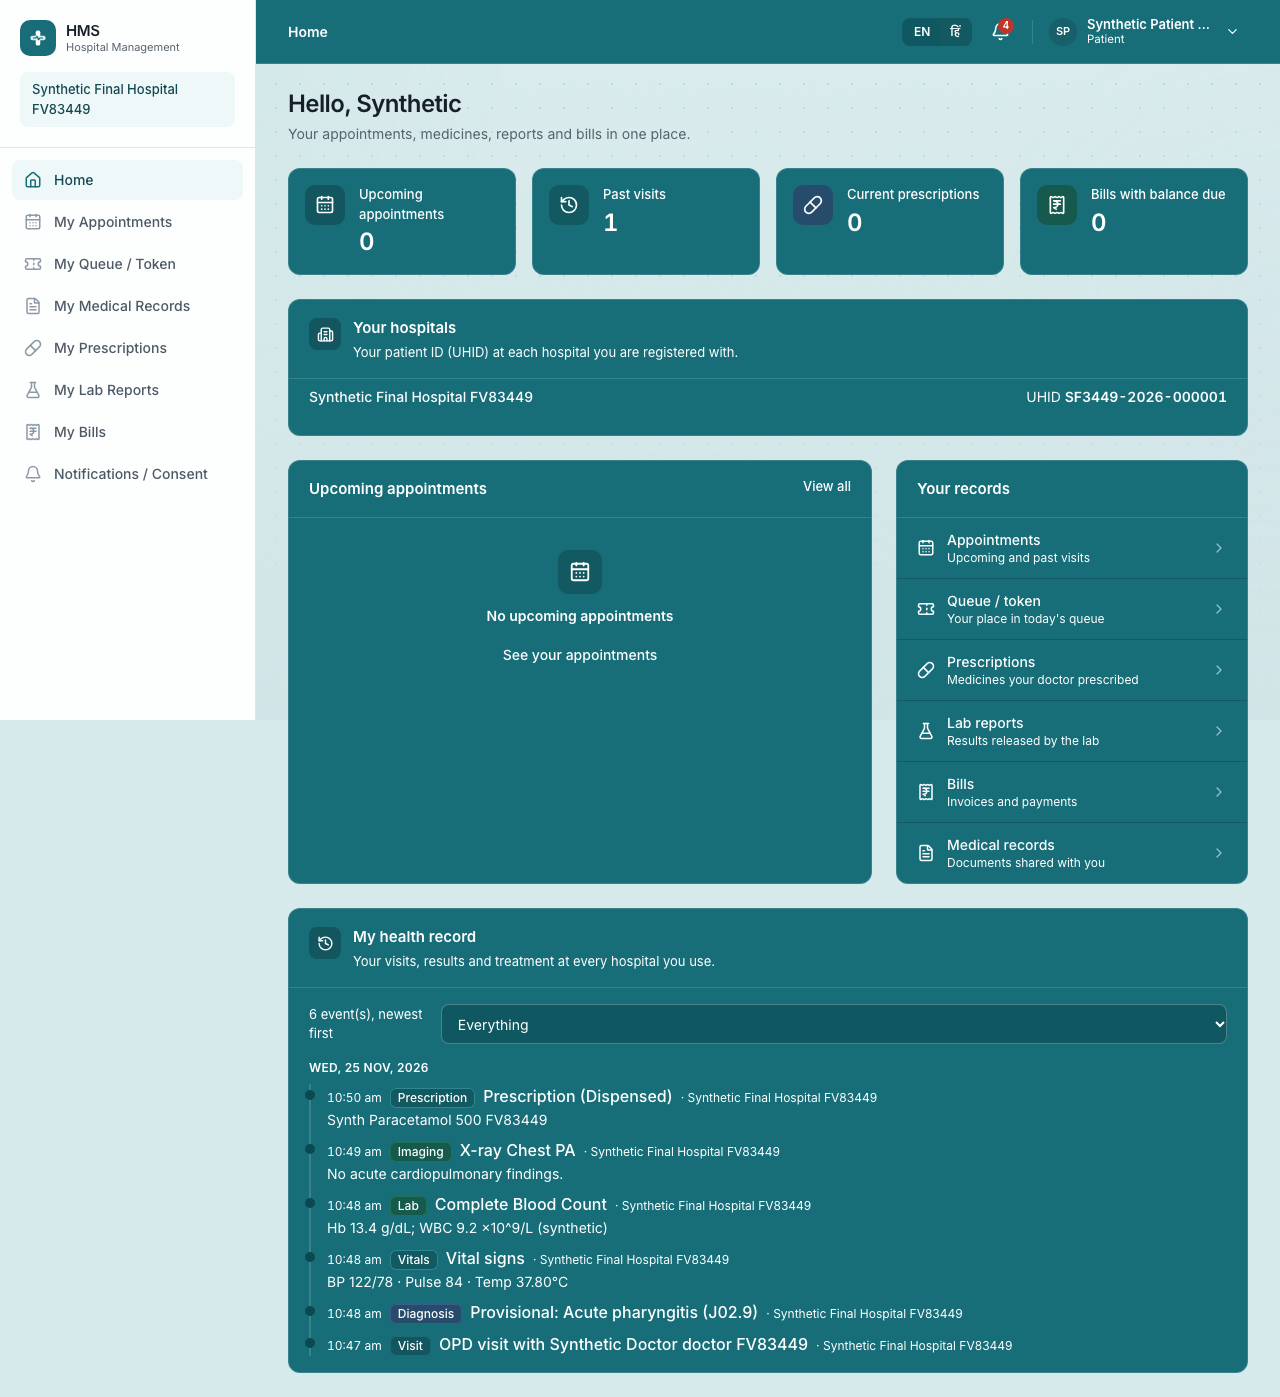 HMS
Hospital Management
Synthetic Final Hospital
FV83449
Home
My Appointments
My Queue / Token
My Medical Records
My Prescriptions
My Lab Reports
My Bills
Notifications / Consent
Home
EN
हिं
4
SP
Synthetic Patient ...
Patient
Hello, Synthetic
Your appointments, medicines, reports and bills in one place.
Upcoming
appointments
0
Past visits
1
Current prescriptions
0
Bills with balance due
0
Your hospitals
Your patient ID (UHID) at each hospital you are registered with.
Synthetic Final Hospital FV83449
UHID SF3449-2026-000001
Upcoming appointments
View all
No upcoming appointments
See your appointments
Your records
Appointments
Upcoming and past visits
Queue / token
Your place in today's queue
Prescriptions
Medicines your doctor prescribed
Lab reports
Results released by the lab
Bills
Invoices and payments
Medical records
Documents shared with you
My health record
Your visits, results and treatment at every hospital you use.
6 event(s), newest
first
Everything
WED, 25 NOV, 2026
10:50 am Prescription Prescription (Dispensed) · Synthetic Final Hospital FV83449
Synth Paracetamol 500 FV83449
10:49 am Imaging X-ray Chest PA · Synthetic Final Hospital FV83449
No acute cardiopulmonary findings.
10:48 am Lab Complete Blood Count · Synthetic Final Hospital FV83449
Hb 13.4 g/dL; WBC 9.2 ×10^9/L (synthetic)
10:48 am Vitals Vital signs · Synthetic Final Hospital FV83449
BP 122/78 · Pulse 84 · Temp 37.80°C
10:48 am Diagnosis Provisional: Acute pharyngitis (J02.9) · Synthetic Final Hospital FV83449
10:47 am Visit OPD visit with Synthetic Doctor doctor FV83449 · Synthetic Final Hospital FV83449